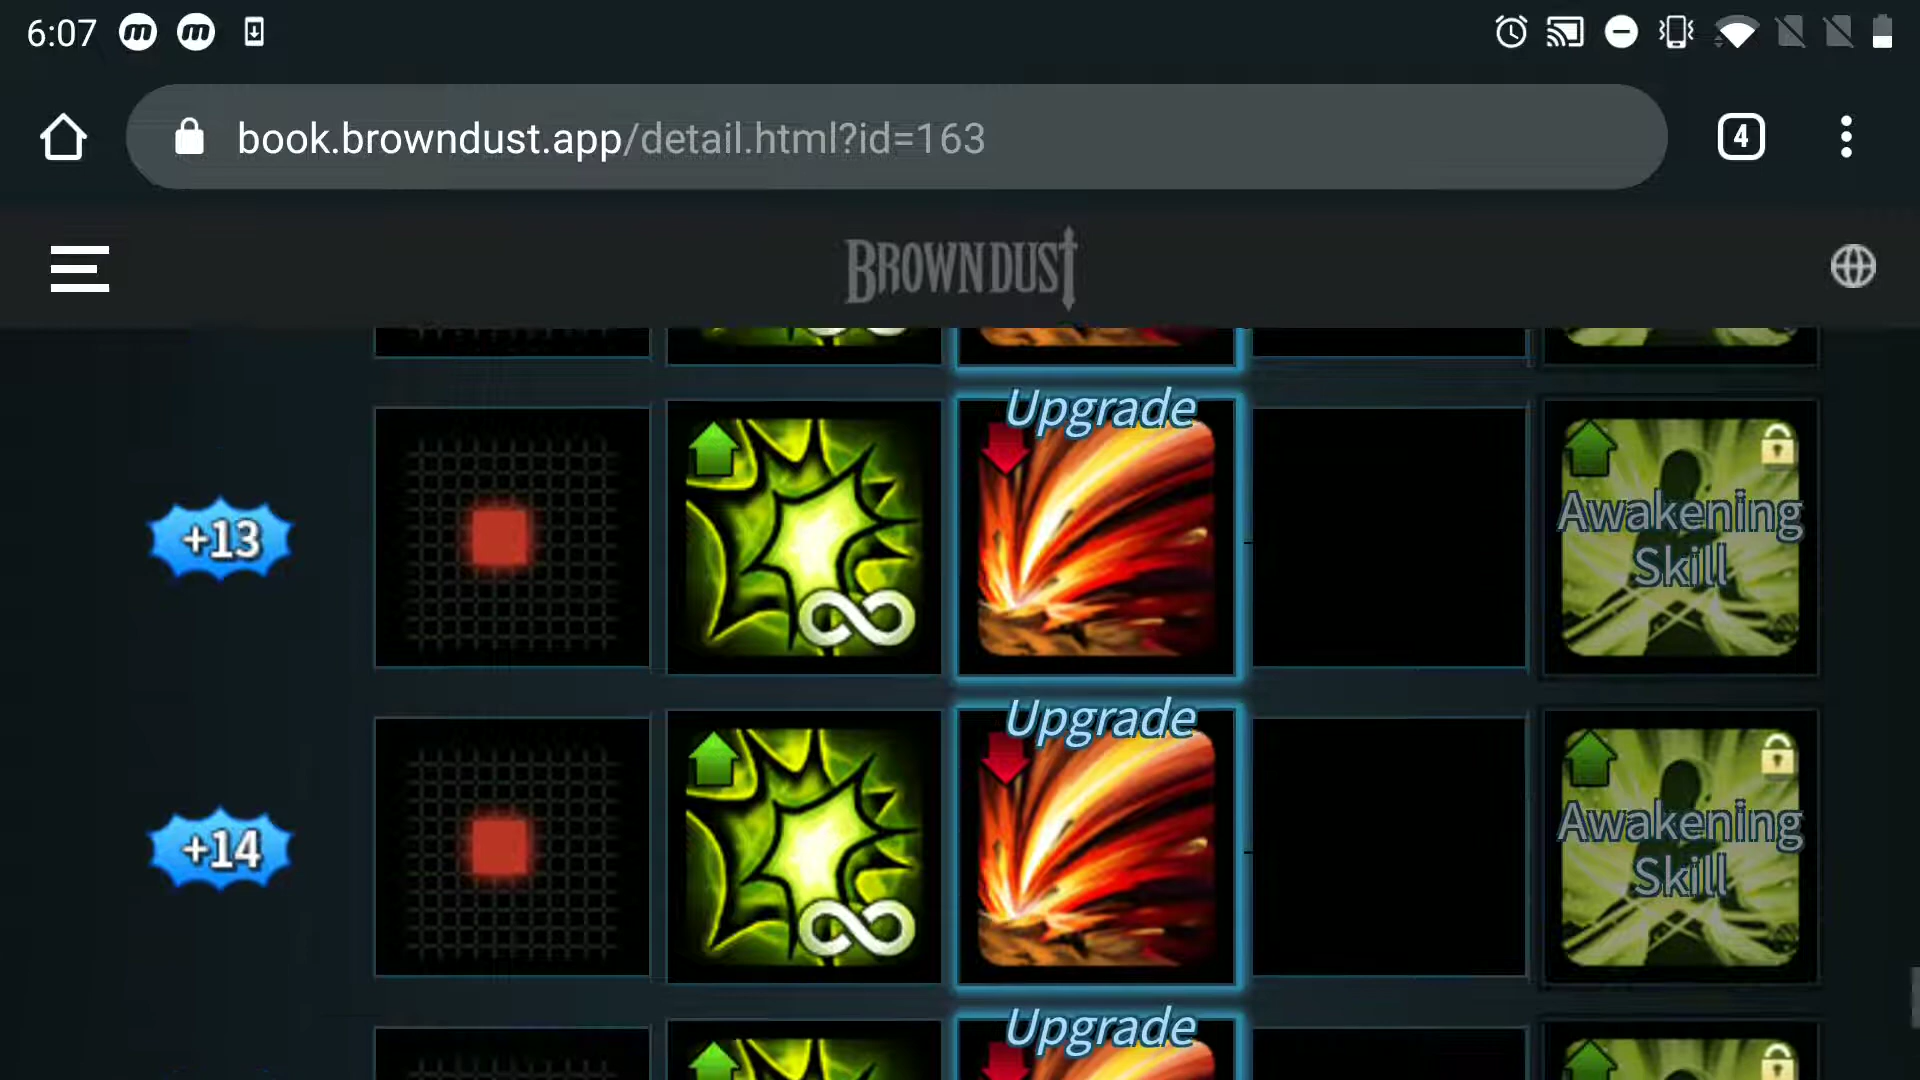 6:07
book.browndust.app/detail.html?id=163
4
BROWNDUST
Upgrade
+13
Awakening
Skill
Upgrade
+14
Awakening
Skill
Upgrade